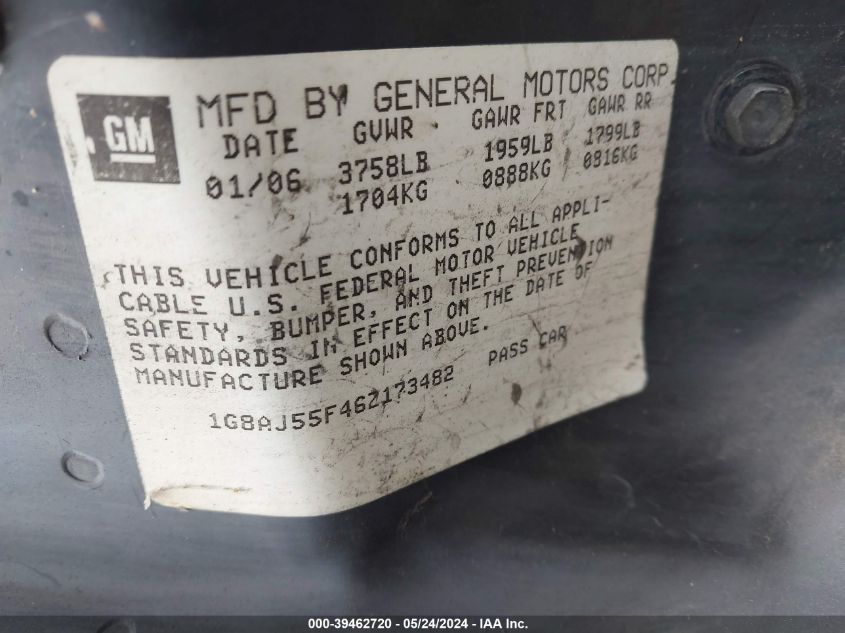 GM
MFD BY GENERAL MOTORS CORP.
DATE GVWR GAWR FRT GAWR RR
01/06 3758LB 1959LB 1799LB
1704KG 0888KG 0816KG
THIS VEHICLE CONFORMS TO ALL APPLI-
CABLE U.S. FEDERAL MOTOR VEHICLE
SAFETY, BUMPER, AND THEFT PREVENTION
STANDARDS IN EFFECT ON THE DATE OF
MANUFACTURE SHOWN ABOVE.
1G8AJ55F46Z173482 PASS CAR
000-39462720 - 05/24/2024 - IAA Inc.